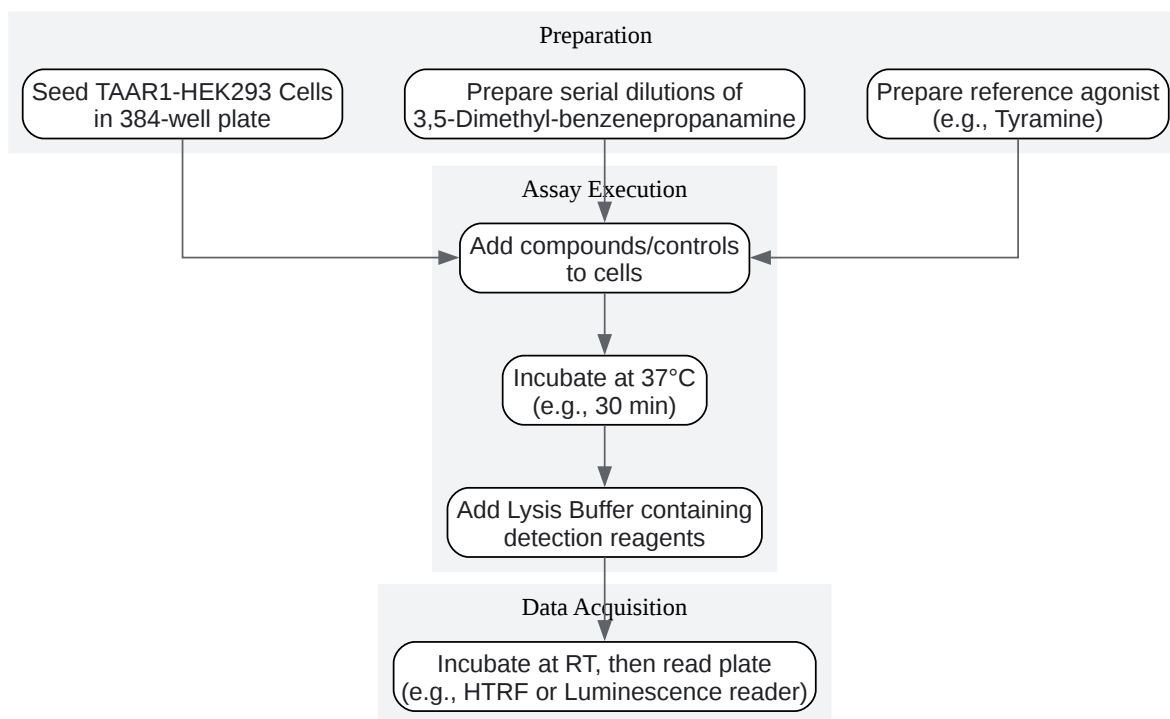 Preparation
Seed TAAR1-HEK293 Cells
in 384-well plate
Prepare serial dilutions of
3,5-Dimethyl-benzenepropanamine
Prepare reference agonist
(e.g., Tyramine)
Assay Execution
Add compounds/controls
to cells
Incubate at 37°C
(e.g., 30 min)
Add Lysis Buffer containing
detection reagents
Data Acquisition
Incubate at RT, then read plate
(e.g., HTRF or Luminescence reader)